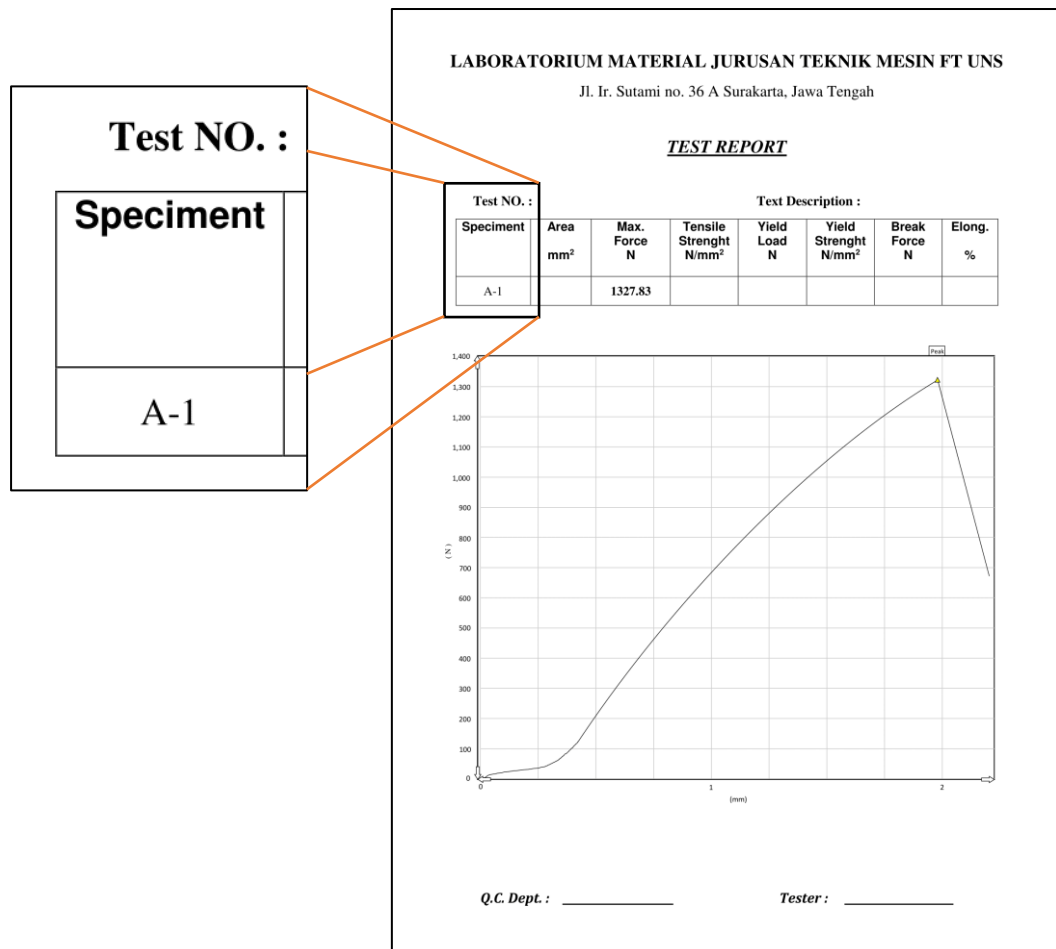 Test NO. :
Speciment
A-1
LABORATORIUM MATERIAL JURUSAN TEKNIK MESIN FT UNS
Jl. Ir. Sutami no. 36 A Surakarta, Jawa Tengah
TEST REPORT
Test NO. : Text Description :
Speciment Area mm² Max. Force N Tensile Strenght N/mm² Yield Load N Yield Strenght N/mm² Break Force N Elong. %
A-1 1327.83
Peak
1,400
1,300
1,200
1,100
1,000
900
800
700
600
500
400
300
200
100
0
( N )
0 1 2
(mm)
Q.C. Dept. : Tester :